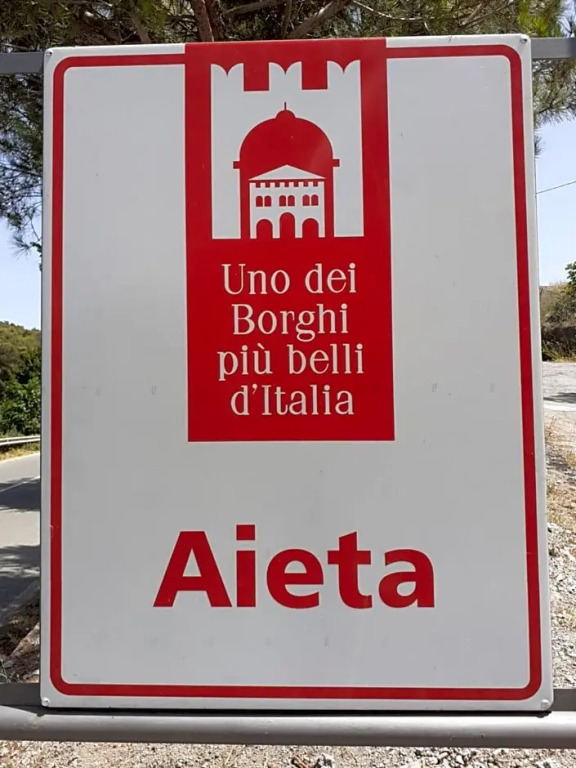 Uno dei
Borghi
più belli
d'Italia
Aieta